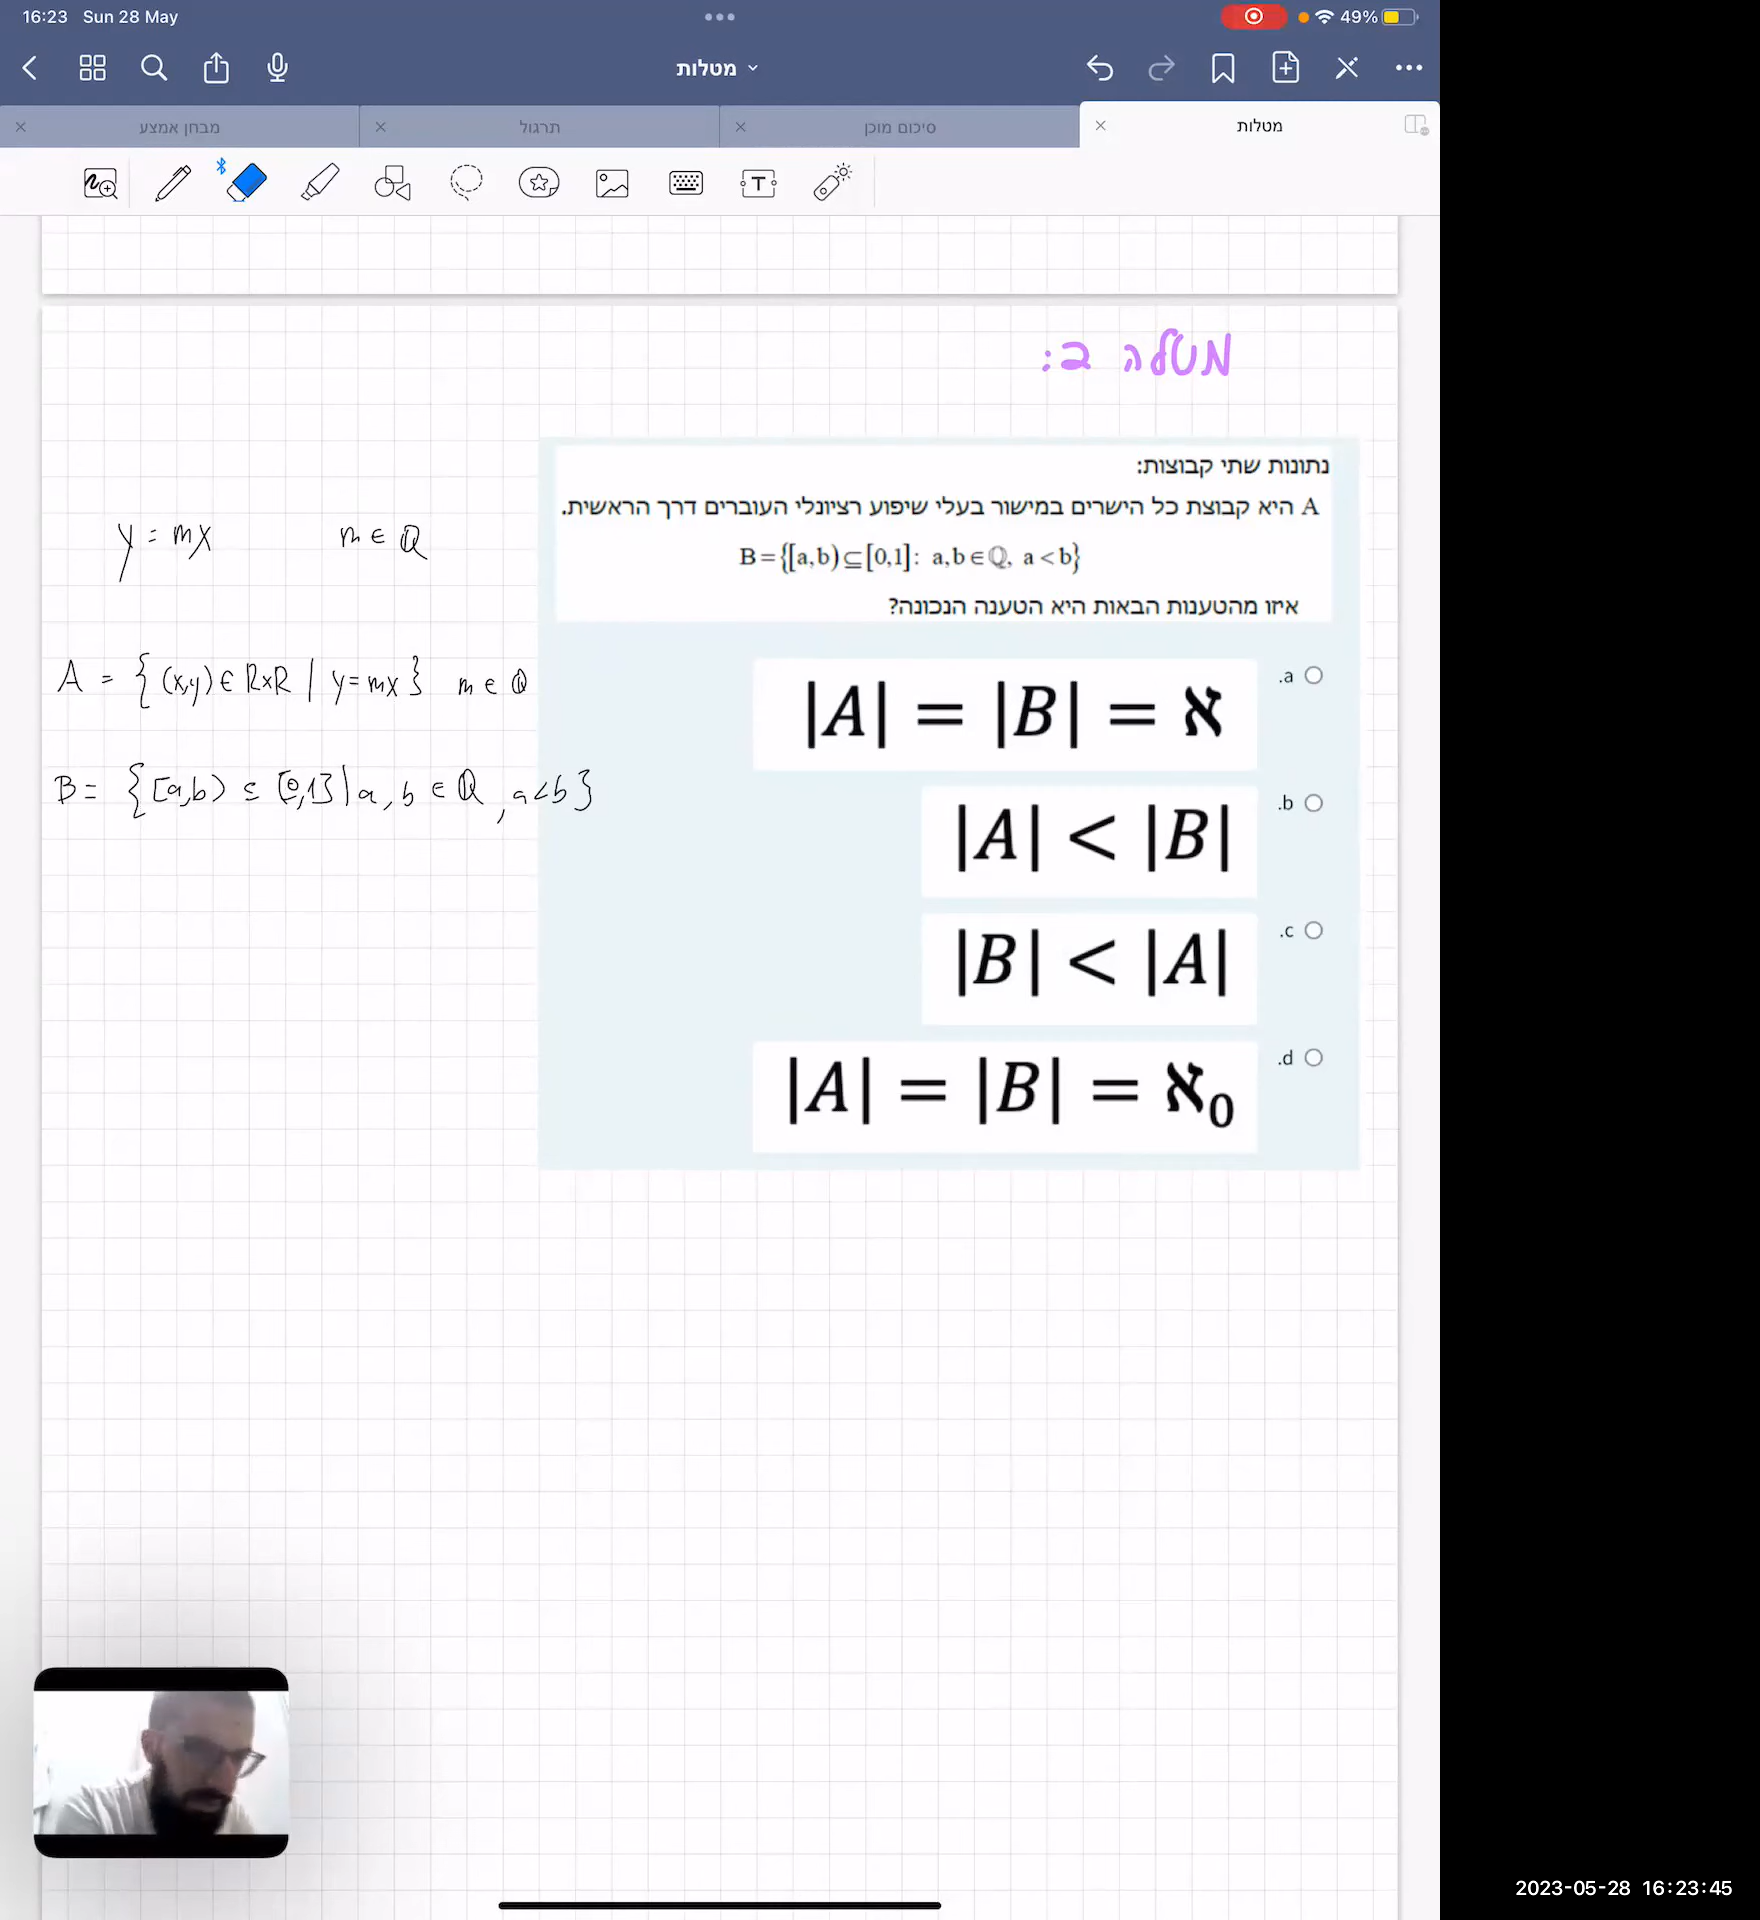 16:23 Sun 28 May
49%
מטלות
מבחן אמצע
תרגול
סיכום מוכן
מטלות
מטלה ב:
נתונות שתי קבוצות:
A היא קבוצת כל הישרים במישור בעלי שיפוע רציונלי העוברים דרך הראשית.
B={[a,b)⊆[0,1]: a,b∈ℚ, a<b}
איזו מהטענות הבאות היא הטענה הנכונה?
a.
|A| = |B| = ℵ
b.
|A| < |B|
c.
|B| < |A|
d.
|A| = |B| = ℵ₀
y = mx m ∈ ℚ
A = { (x,y) ∈ R×R | y=mx } m ∈ ℚ
B = { [a,b) ⊆ [0,1] | a, b ∈ ℚ , a<b }
2023-05-28 16:23:45